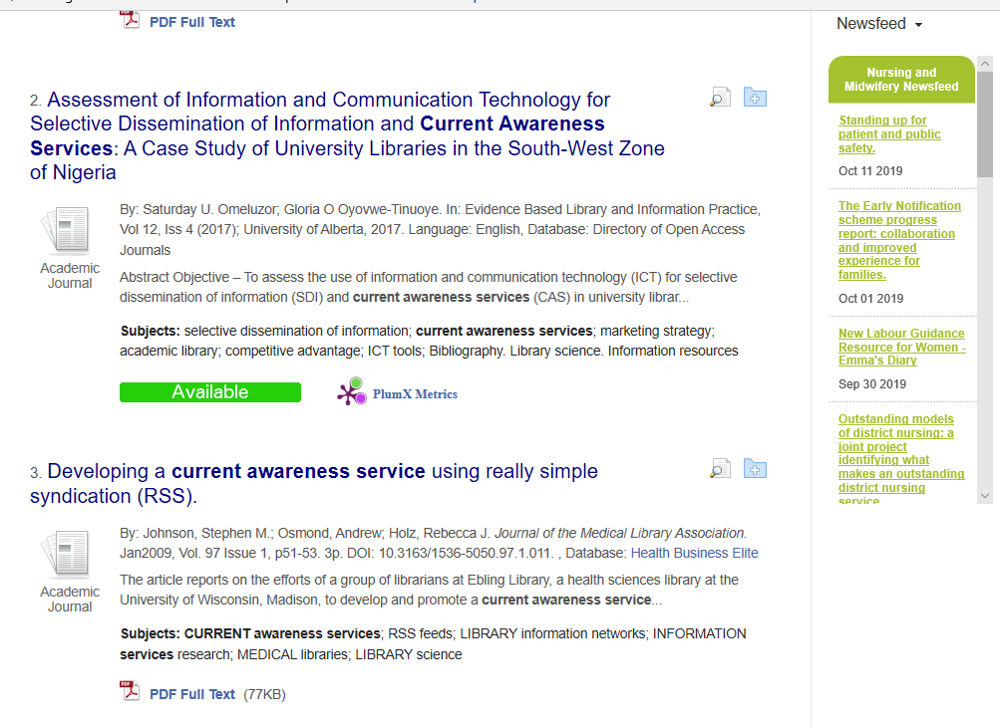 PDF Full Text
2. Assessment of Information and Communication Technology for
Selective Dissemination of Information and Current Awareness
Services: A Case Study of University Libraries in the South-West Zone
of Nigeria
Academic
Journal
By: Saturday U. Omeluzor; Gloria O Oyovwe-Tinuoye. In: Evidence Based Library and Information Practice,
Vol 12, Iss 4 (2017); University of Alberta, 2017. Language: English, Database: Directory of Open Access
Journals
Abstract Objective – To assess the use of information and communication technology (ICT) for selective
dissemination of information (SDI) and current awareness services (CAS) in university librar...
Subjects: selective dissemination of information; current awareness services; marketing strategy;
academic library; competitive advantage; ICT tools; Bibliography. Library science. Information resources
Available
PlumX Metrics
3. Developing a current awareness service using really simple
syndication (RSS).
Academic
Journal
By: Johnson, Stephen M.; Osmond, Andrew; Holz, Rebecca J. Journal of the Medical Library Association.
Jan2009, Vol. 97 Issue 1, p51-53. 3p. DOI: 10.3163/1536-5050.97.1.011. , Database: Health Business Elite
The article reports on the efforts of a group of librarians at Ebling Library, a health sciences library at the
University of Wisconsin, Madison, to develop and promote a current awareness service...
Subjects: CURRENT awareness services; RSS feeds; LIBRARY information networks; INFORMATION
services research; MEDICAL libraries; LIBRARY science
PDF Full Text (77KB)
Newsfeed
Nursing and
Midwifery Newsfeed
Standing up for
patient and public
safety.
Oct 11 2019
The Early Notification
scheme progress
report: collaboration
and improved
experience for
families.
Oct 01 2019
New Labour Guidance
Resource for Women -
Emma's Diary
Sep 30 2019
Outstanding models
of district nursing: a
joint project
identifying what
makes an outstanding
district nursing
service